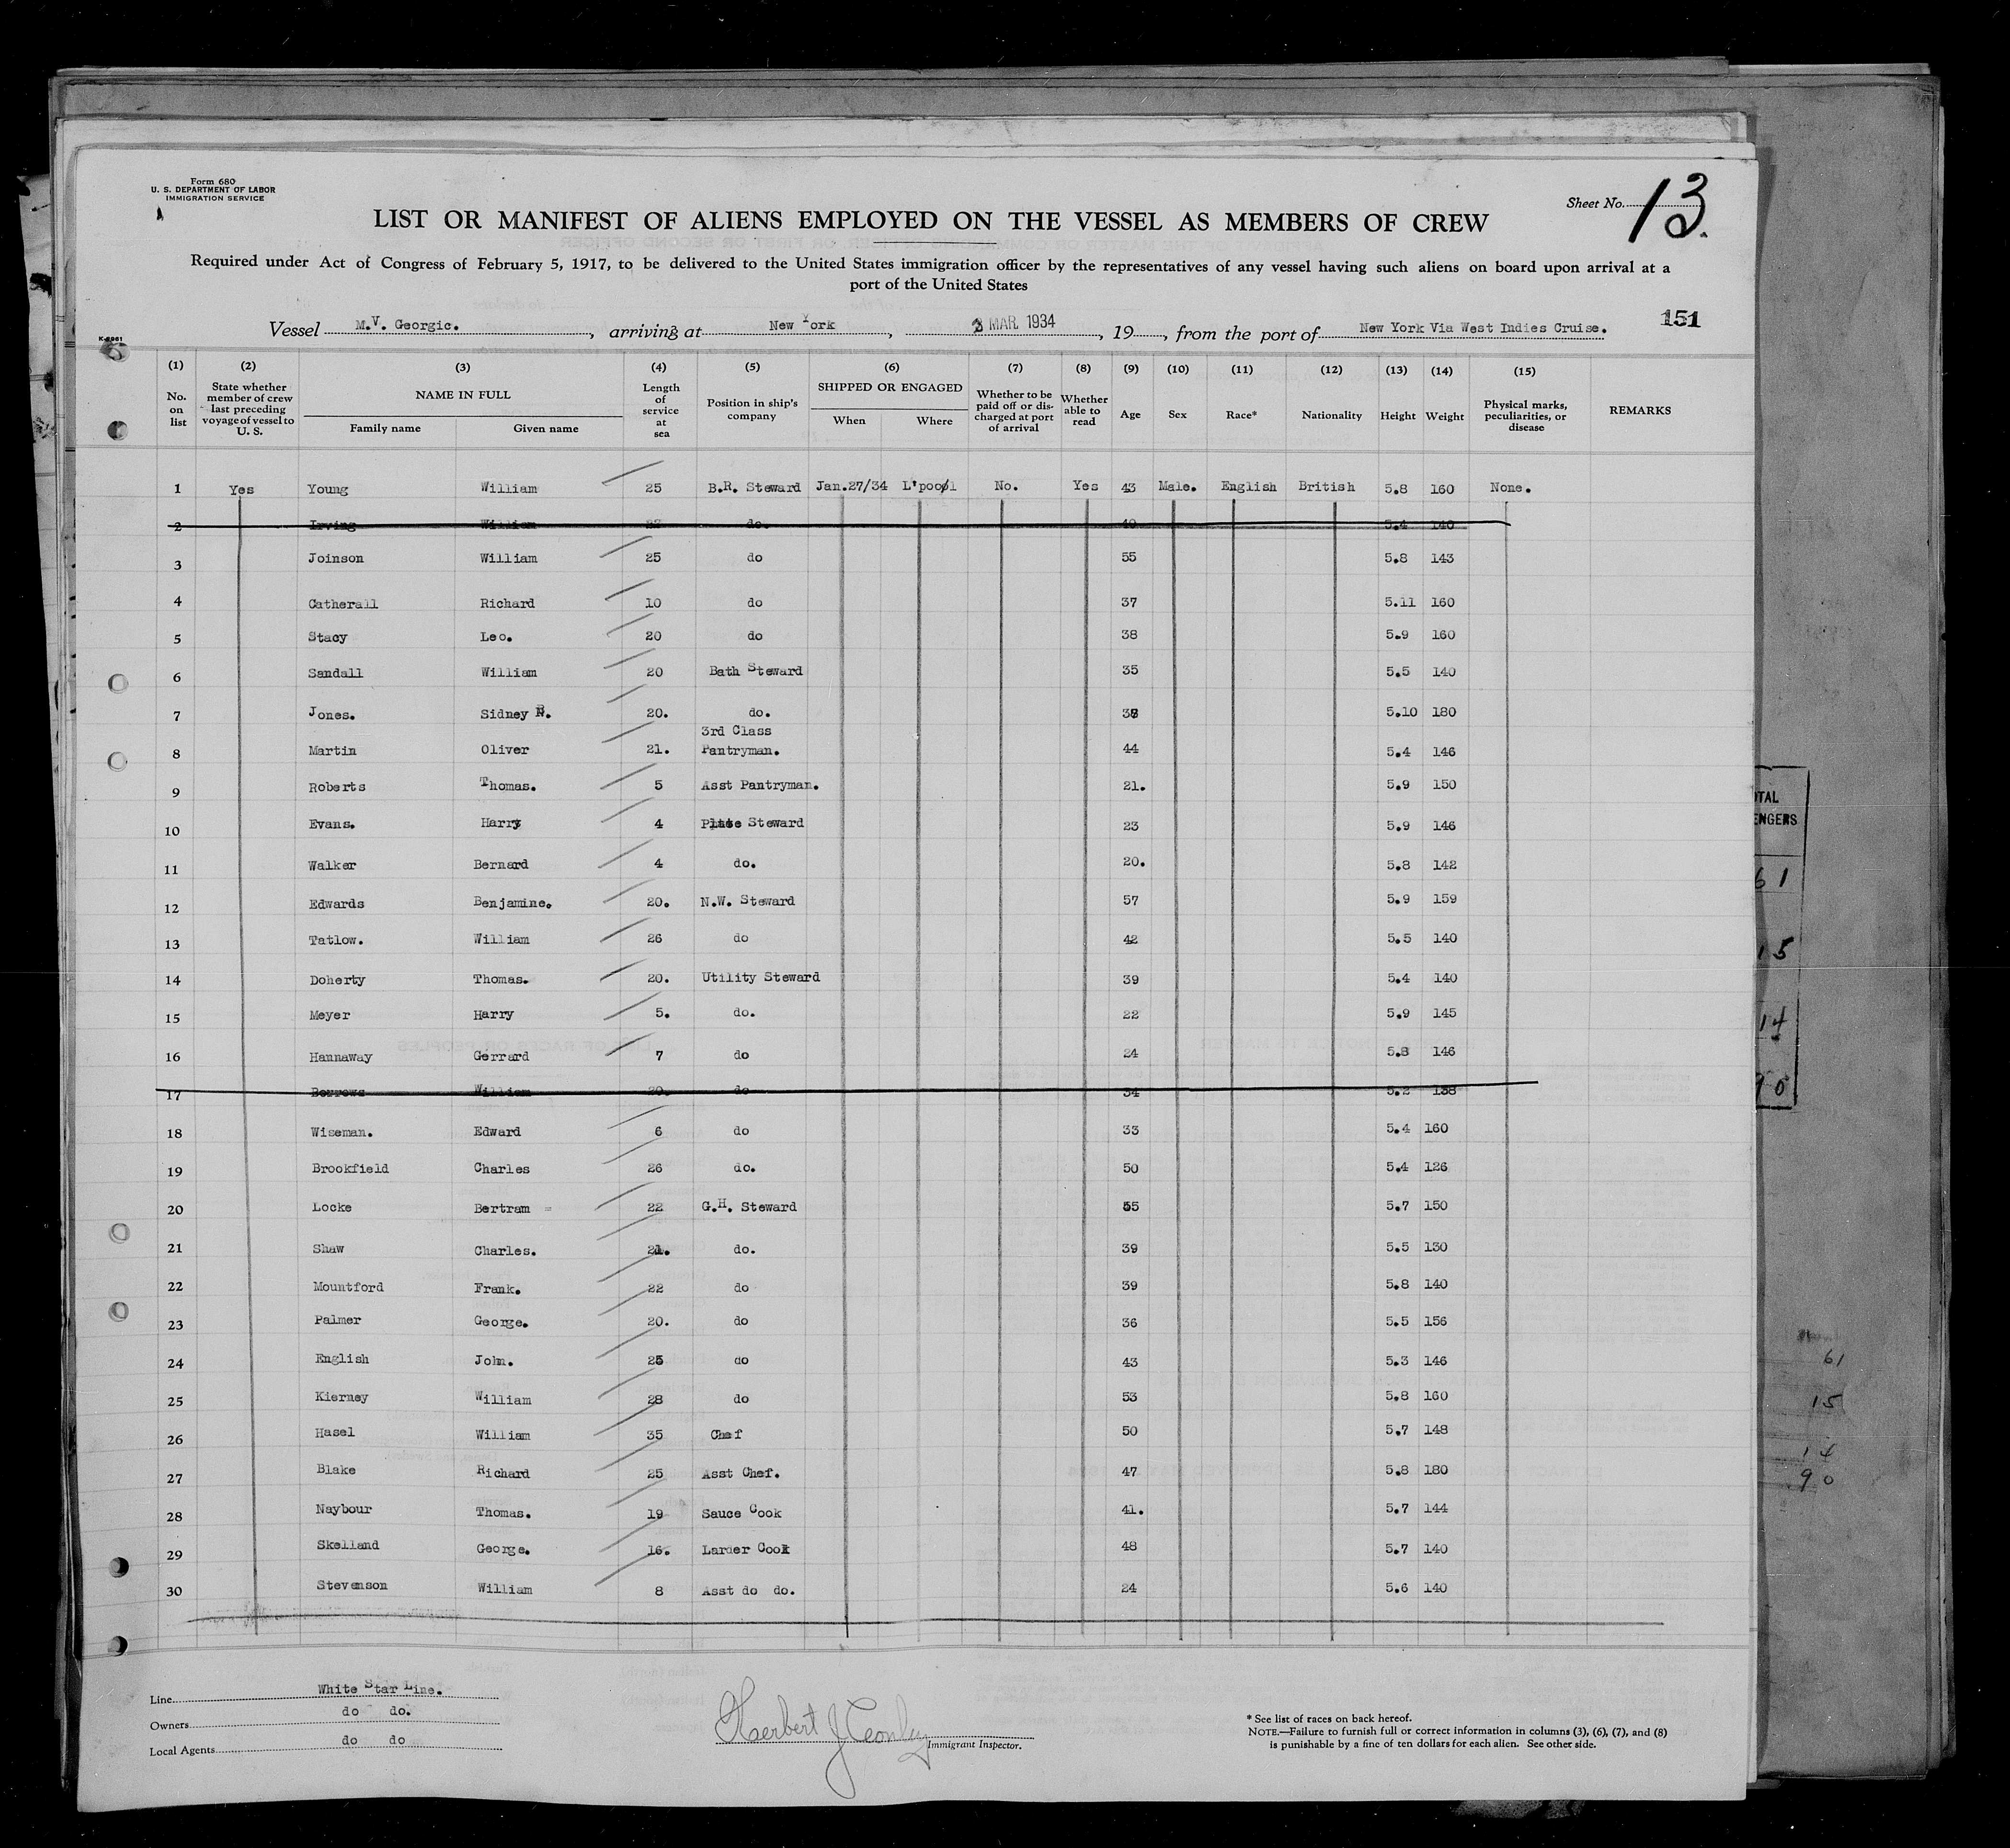 Form 680
U. S. DEPARTMENT OF LABOR
IMMIGRATION SERVICE
Sheet No. 13.
LIST OR MANIFEST OF ALIENS EMPLOYED ON THE VESSEL AS MEMBERS OF CREW
Required under Act of Congress of February 5, 1917, to be delivered to the United States immigration officer by the representatives of any vessel having such aliens on board upon arrival at a
port of the United States
Vessel M.V. Georgic. , arriving at New York , 3 MAR. 1934 , 19 , from the port of New York Via West Indies Cruise. 151
(1) No. on list (2) State whether member of crew last preceding voyage of vessel to U. S. (3) NAME IN FULL Family name Given name (4) Length of service at sea (5) Position in ship's company (6) SHIPPED OR ENGAGED When Where (7) Whether to be paid off or discharged at port of arrival (8) Whether able to read (9) Age (10) Sex (11) Race* (12) Nationality (13) Height (14) Weight (15) Physical marks, peculiarities, or disease REMARKS
1 Yes Young William 25 B.R. Steward Jan.27/34 L'pool No. Yes 43 Male. English British 5.8 160 None.
2 Irving William do. 40 5.4 140
3 Joinson William 25 do 55 5.8 143
4 Catherall Richard 10 do 37 5.11 160
5 Stacy Leo. 20 do 38 5.9 160
6 Sandall William 20 Bath Steward 35 5.5 140
7 Jones. Sidney R. 20. do. 5.10 180
8 Martin Oliver 21. 3rd Class Pantryman. 44 5.4 146
9 Roberts Thomas. 5 Asst Pantryman. 21. 5.9 150
10 Evans. Harry 4 Plate Steward 23 5.9 146
11 Walker Bernard 4 do. 20. 5.8 142
12 Edwards Benjamine. 20. N.W. Steward 57 5.9 159
13 Tatlow. William 26 do 42 5.5 140
14 Doherty Thomas. 20. Utility Steward 39 5.4 140
15 Meyer Harry 5. do. 22 5.9 145
16 Hannaway Gerrard 7 do 24 5.8 146
17 Borrows William 20. do 34 5.2 138
18 Wiseman. Edward 6 do 33 5.4 160
19 Brookfield Charles 26 do. 50 5.4 126
20 Locke Bertram 22 G.H. Steward 55 5.7 150
21 Shaw Charles. 21. do. 39 5.5 130
22 Mountford Frank. 22 do 39 5.8 140
23 Palmer George. 20. do 36 5.5 156
24 English John. 25 do 43 5.3 146
25 Kierney William 28 do 53 5.8 160
26 Hasel William 35 Chef 50 5.7 148
27 Blake Richard 25 Asst Chef. 47 5.8 180
28 Naybour Thomas. 19 Sauce Cook 41. 5.7 144
29 Skelland George. 16. Larder Cook 48 5.7 140
30 Stevenson William 8 Asst do do. 24 5.6 140
Line White Star Line.
Owners do do.
Local Agents do do
Immigrant Inspector.
* See list of races on back hereof.
NOTE.—Failure to furnish full or correct information in columns (3), (6), (7), and (8)
is punishable by a fine of ten dollars for each alien. See other side.
61
15
14
90